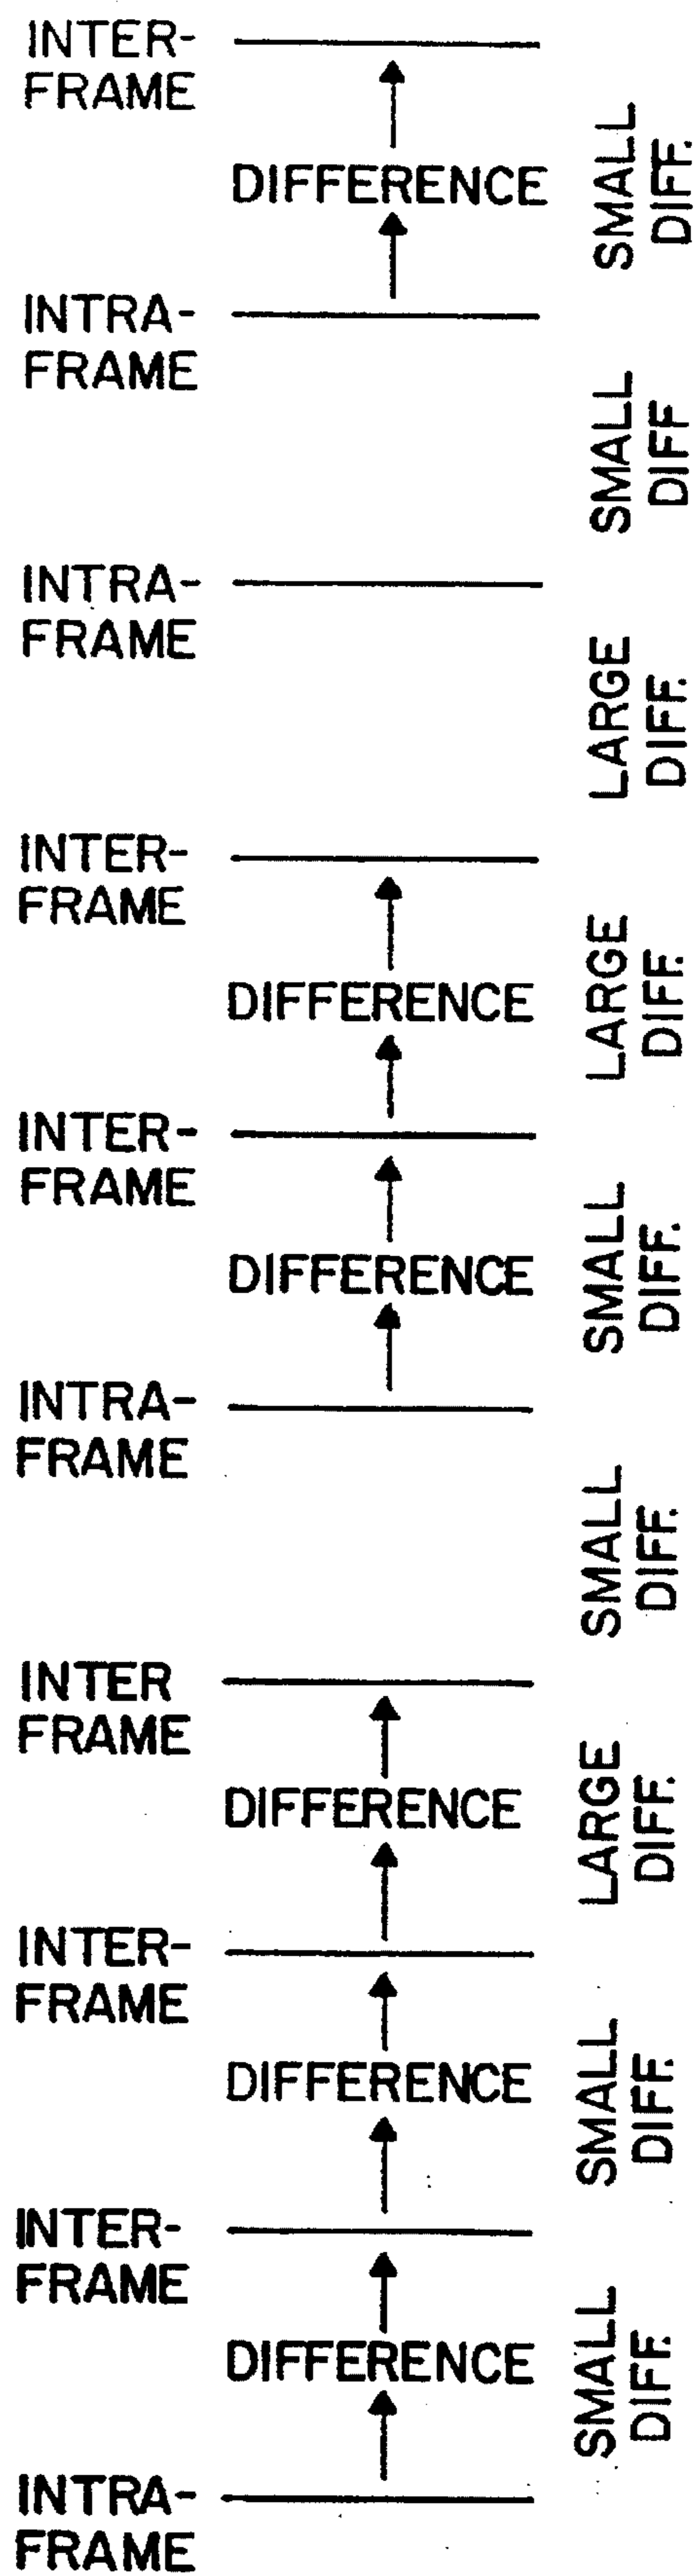 INTER-
FRAME
DIFFERENCE
SMALL
DIFF.
INTRA-
FRAME
SMALL
DIFF
INTRA-
FRAME
LARGE
DIFF.
INTER-
FRAME
DIFFERENCE
LARGE
DIFF.
INTER-
FRAME
DIFFERENCE
SMALL
DIFF.
INTRA-
FRAME
SMALL
DIFF.
INTER
FRAME
DIFFERENCE
LARGE
DIFF.
INTER-
FRAME
DIFFERENCE
SMALL
DIFF.
INTER-
FRAME
DIFFERENCE
SMALL
DIFF.
INTRA-
FRAME